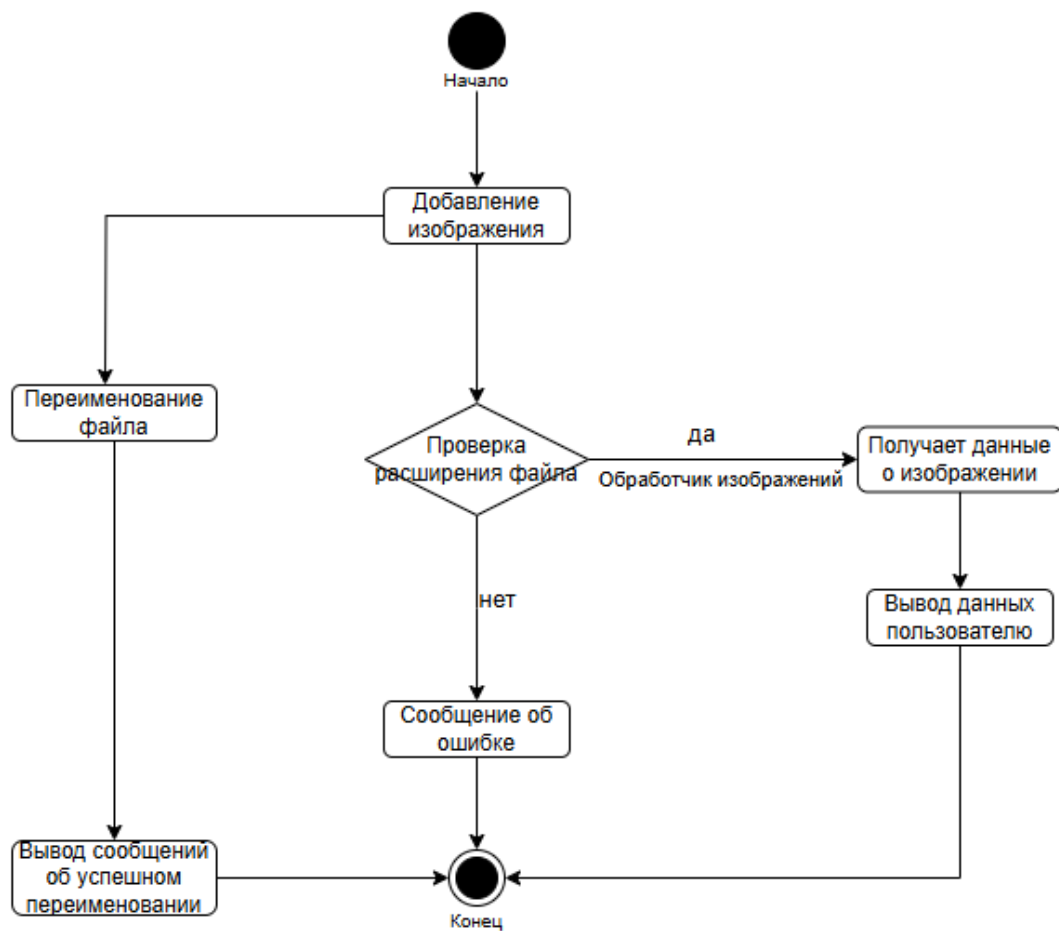 Начало
Добавление
изображения
Переименование
файла
Проверка
расширения файла
да
Обработчик изображений
Получает данные
о изображении
нет
Вывод данных
пользователю
Сообщение об
ошибке
Вывод сообщений
об успешном
переименовании
Конец